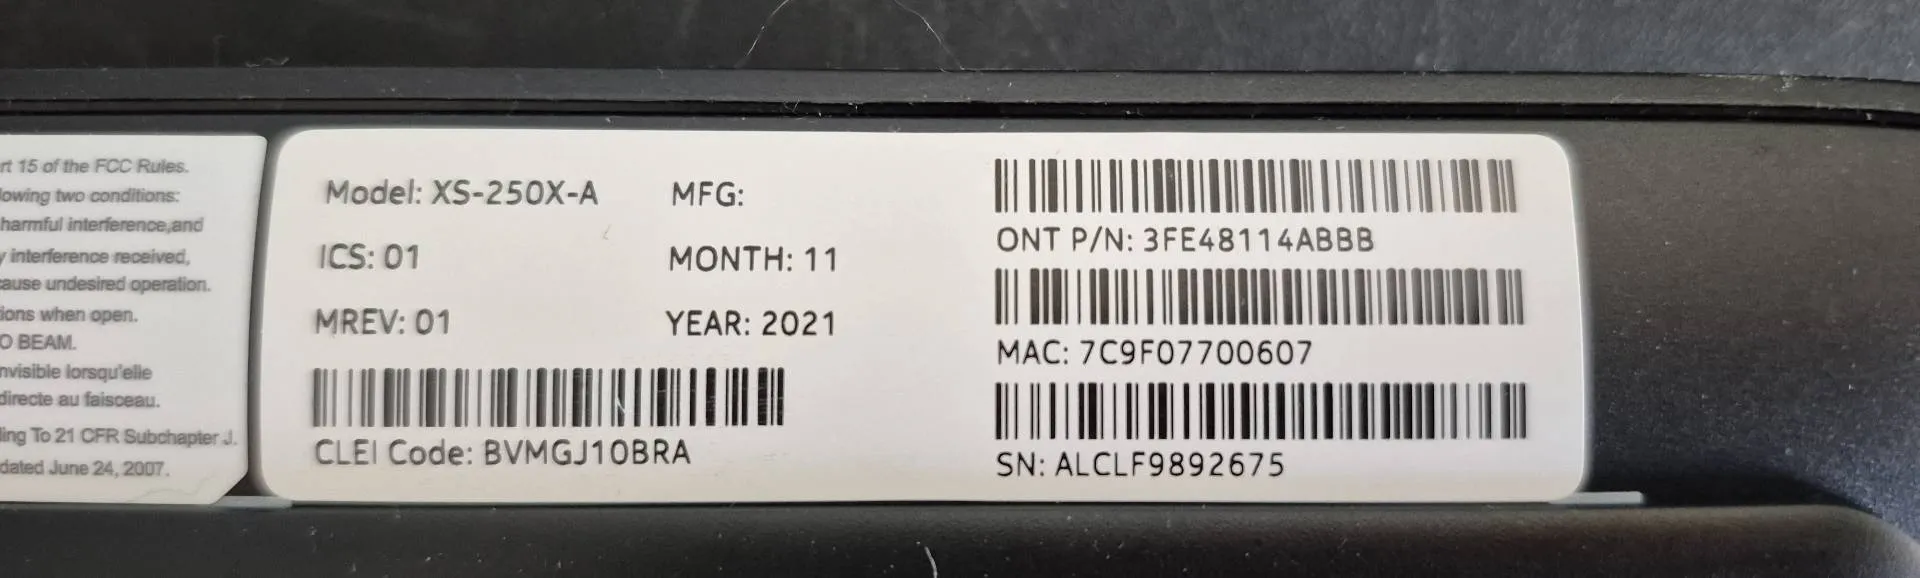 rt 15 of the FCC Rules.
lowing two conditions:
harmful interference,and
y interference received,
cause undesired operation.
ions when open.
O BEAM.
nvisible lorsqu'elle
directe au faisceau.
ling To 21 CFR Subchapter J.
dated June 24, 2007.
Model: XS-250X-A
ICS: 01
MREV: 01
CLEI Code: BVMGJ10BRA
MFG:
MONTH: 11
YEAR: 2021
ONT P/N: 3FE48114ABBB
MAC: 7C9F07700607
SN: ALCLF9892675